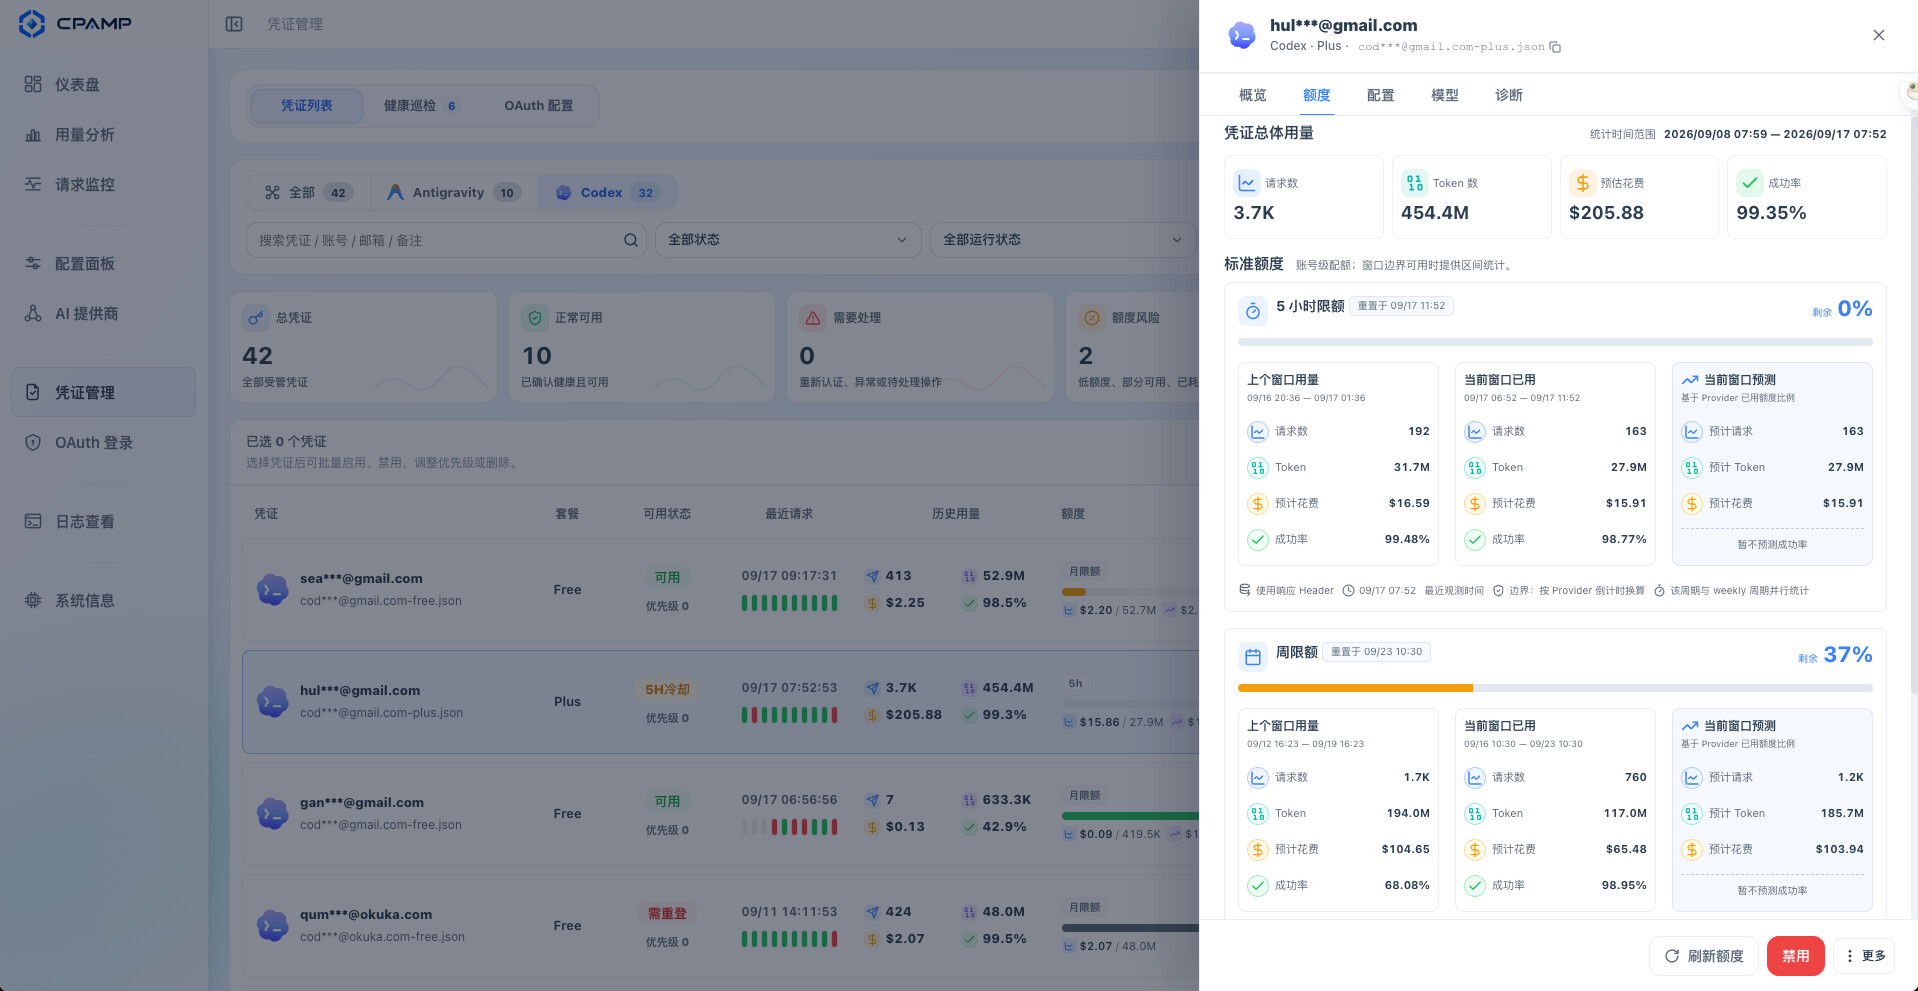 CPAMP
仪表盘
用量分析
请求监控
配置面板
AI 提供商
凭证管理
OAuth 登录
日志查看
系统信息
凭证管理
凭证列表 健康巡检 6 OAuth 配置
全部 42 Antigravity 10 Codex 32
搜索凭证 / 账号 / 邮箱 / 备注 全部状态 全部运行状态
总凭证
42
全部受管凭证
正常可用
10
已确认健康且可用
需要处理
0
重新认证、异常或待处理操作
额度风险
2
低额度、部分可用、已耗
已选 0 个凭证
选择凭证后可批量启用、禁用、调整优先级或删除。
凭证 套餐 可用状态 最近请求 历史用量 额度
sea***@gmail.com
cod***@gmail.com-free.json
Free
可用
优先级 0
09/17 09:17:31
413 52.9M
$2.25 98.5%
月限额
$2.20 / 52.7M $2.
hul***@gmail.com
cod***@gmail.com-plus.json
Plus
5H冷却
优先级 0
09/17 07:52:53
3.7K 454.4M
$205.88 99.3%
5h
$15.86 / 27.9M $1
gan***@gmail.com
cod***@gmail.com-free.json
Free
可用
优先级 0
09/17 06:56:56
7 633.3K
$0.13 42.9%
月限额
$0.09 / 419.5K $1
qum***@okuka.com
cod***@okuka.com-free.json
Free
需重登
优先级 0
09/11 14:11:53
424 48.0M
$2.07 99.5%
月限额
$2.07 / 48.0M
hul***@gmail.com
Codex · Plus · cod***@gmail.com-plus.json
概览 额度 配置 模型 诊断
凭证总体用量 统计时间范围 2026/09/08 07:59 — 2026/09/17 07:52
请求数
3.7K
Token 数
454.4M
预估花费
$205.88
成功率
99.35%
标准额度 账号级配额；窗口边界可用时提供区间统计。
5 小时限额 重置于 09/17 11:52 剩余 0%
上个窗口用量
09/16 20:36 — 09/17 01:36
请求数 192
Token 31.7M
预计花费 $16.59
成功率 99.48%
当前窗口已用
09/17 06:52 — 09/17 11:52
请求数 163
Token 27.9M
预计花费 $15.91
成功率 98.77%
当前窗口预测
基于 Provider 已用额度比例
预计请求 163
预计 Token 27.9M
预计花费 $15.91
暂不预测成功率
使用响应 Header 09/17 07:52 最近观测时间 边界：按 Provider 倒计时换算 该周期与 weekly 周期并行统计
周限额 重置于 09/23 10:30 剩余 37%
上个窗口用量
09/12 16:23 — 09/19 16:23
请求数 1.7K
Token 194.0M
预计花费 $104.65
成功率 68.08%
当前窗口已用
09/16 10:30 — 09/23 10:30
请求数 760
Token 117.0M
预计花费 $65.48
成功率 98.95%
当前窗口预测
基于 Provider 已用额度比例
预计请求 1.2K
预计 Token 185.7M
预计花费 $103.94
暂不预测成功率
刷新额度 禁用 更多